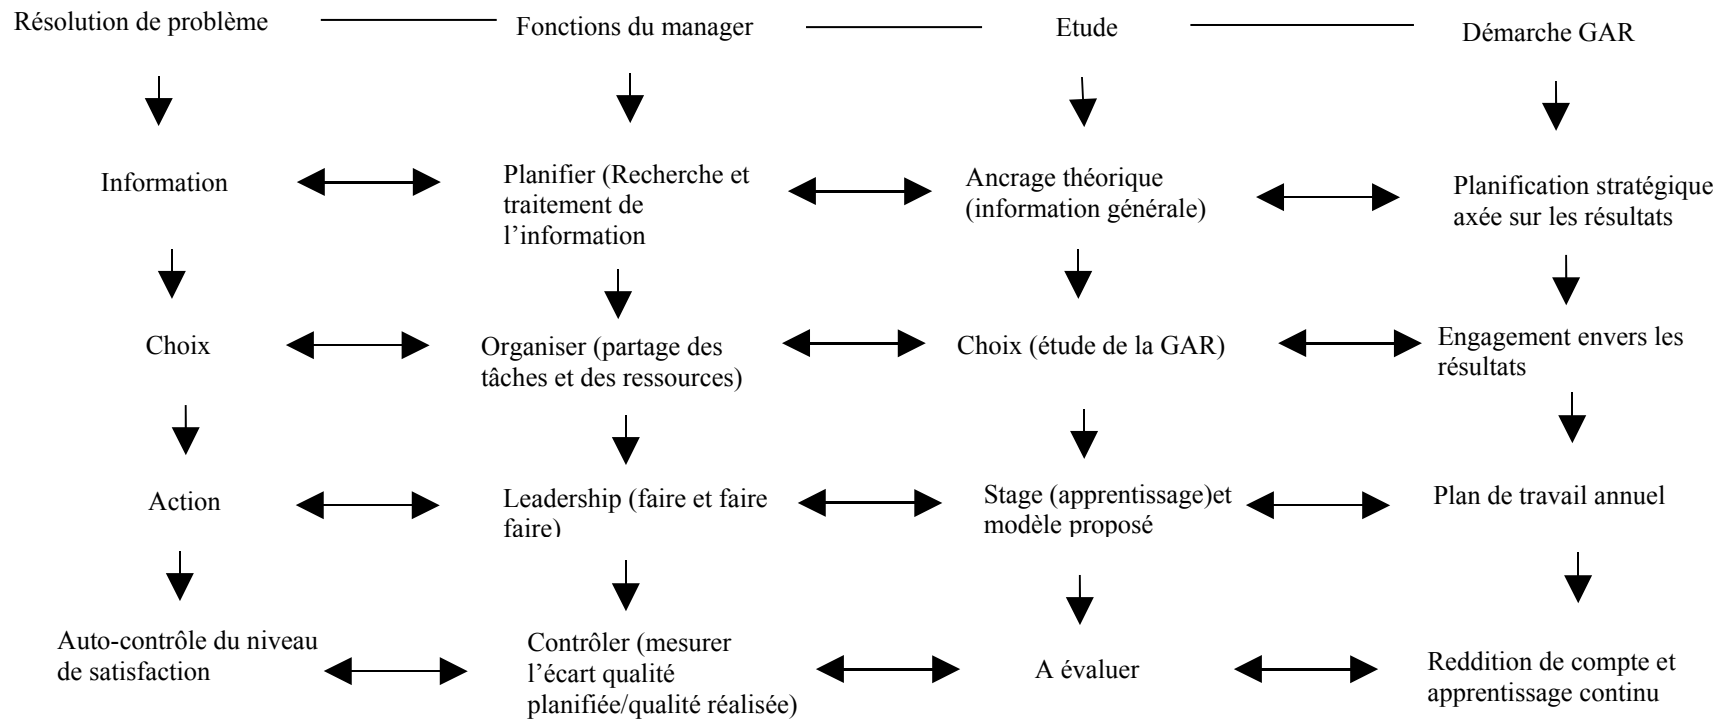 Résolution de problème
Fonctions du manager
Etude
Démarche GAR
Information
Planifier (Recherche et
traitement de
l’information
Ancrage théorique
(information générale)
Planification stratégique
axée sur les résultats
Choix
Organiser (partage des
tâches et des ressources)
Choix (étude de la GAR)
Engagement envers les
résultats
Action
Leadership (faire et faire
faire)
Stage (apprentissage)et
modèle proposé
Plan de travail annuel
Auto-contrôle du niveau
de satisfaction
Contrôler (mesurer
l’écart qualité
planifiée/qualité réalisée)
A évaluer
Reddition de compte et
apprentissage continu